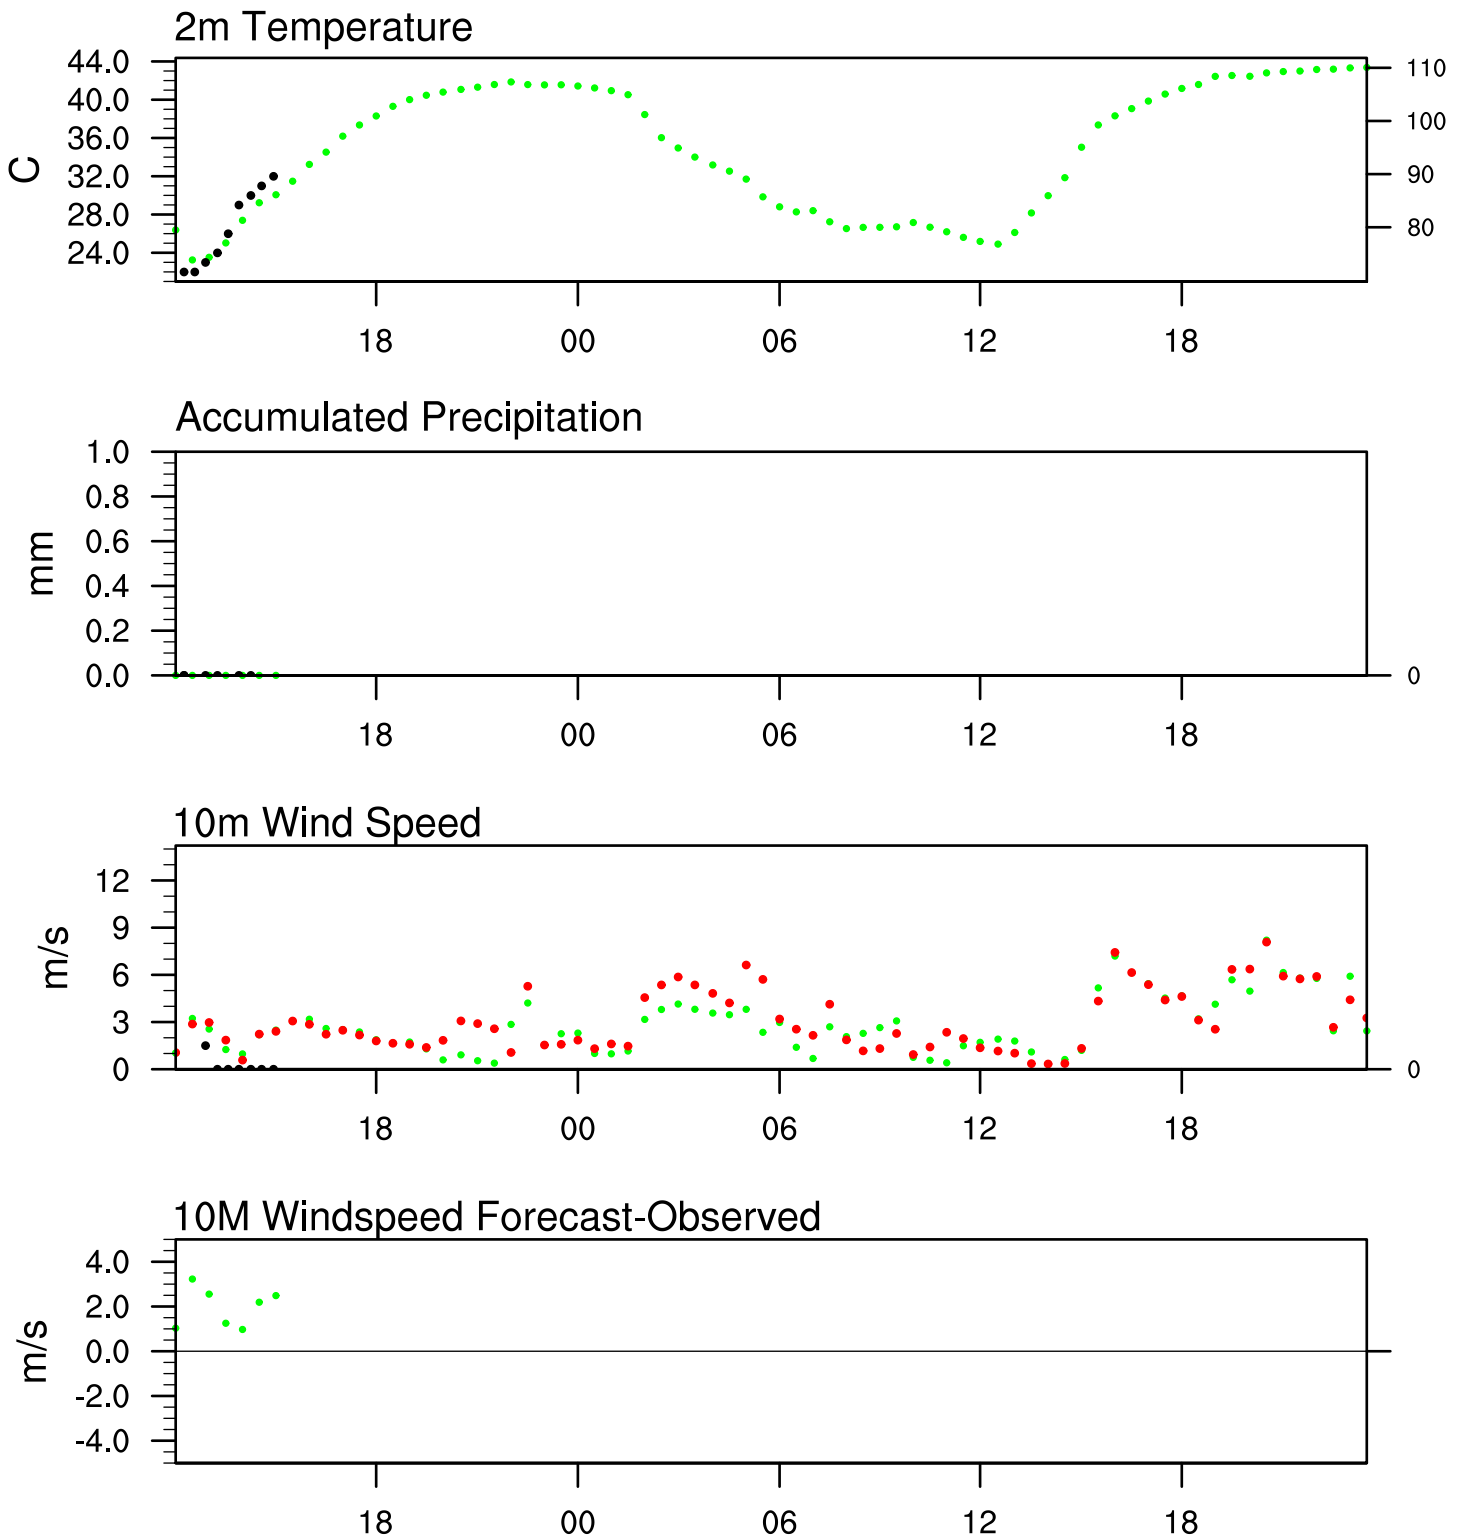 2m Temperature
44.0
40.0
36.0
32.0
28.0
24.0
C
110
100
90
80
18 00 06 12 18
Accumulated Precipitation
1.0
0.8
0.6
0.4
0.2
0.0
mm
0
18 00 06 12 18
10m Wind Speed
12
9
6
3
0
m/s
0
18 00 06 12 18
10M Windspeed Forecast-Observed
4.0
2.0
0.0
-2.0
-4.0
m/s
18 00 06 12 18